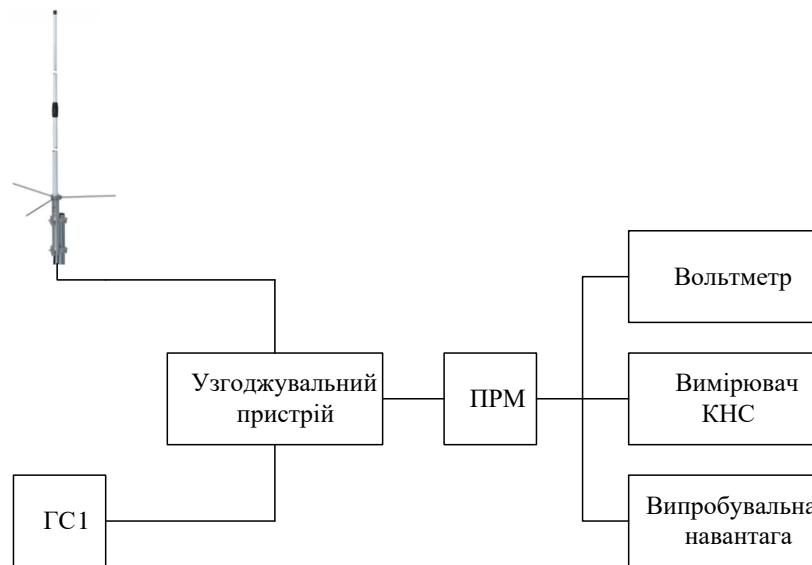 Вольтметр
Узгоджувальний
пристрій
ПРМ
Вимірювач
КНС
ГС1
Випробувальна
навантага